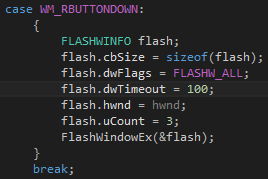 case WM_RBUTTONDOWN:
{
FLASHWINFO flash;
flash.cbSize = sizeof(flash);
flash.dwFlags = FLASHW_ALL;
flash.dwTimeout = 100;
flash.hwnd = hwnd;
flash.uCount = 3;
FlashWindowEx(&flash);
}
break;